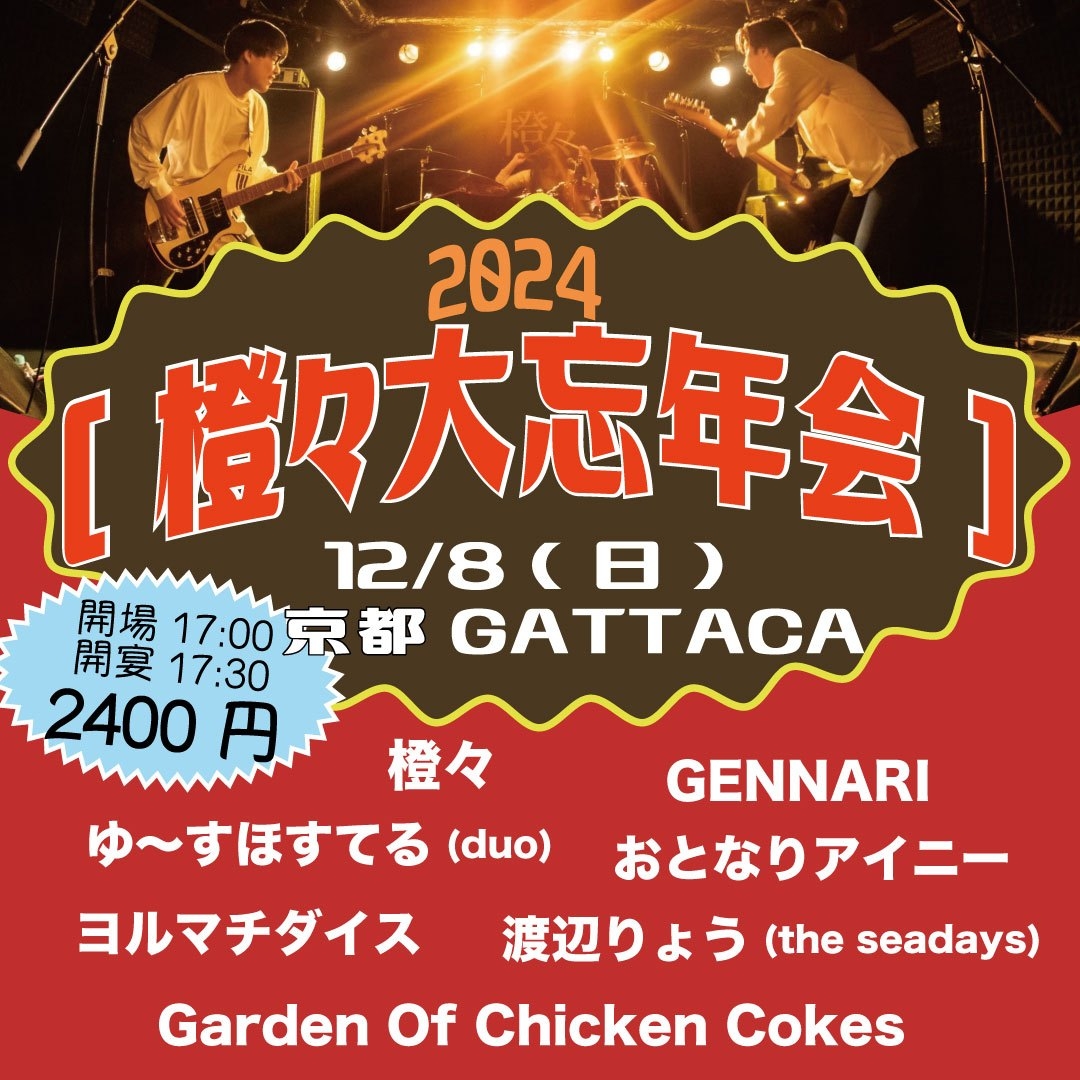 FILA
橙々
2024
[ 橙々大忘年会 ]
12/8 ( 日 )
京都 GATTACA
開場 17:00
開宴 17:30
2400 円
橙々
GENNARI
ゆ〜すほすてる (duo)
おとなりアイニー
ヨルマチダイス
渡辺りょう (the seadays)
Garden Of Chicken Cokes